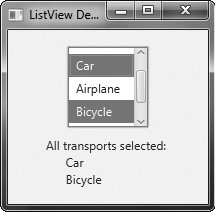 ListView De...
Car
Airplane
Bicycle
All transports selected:
Car
Bicycle